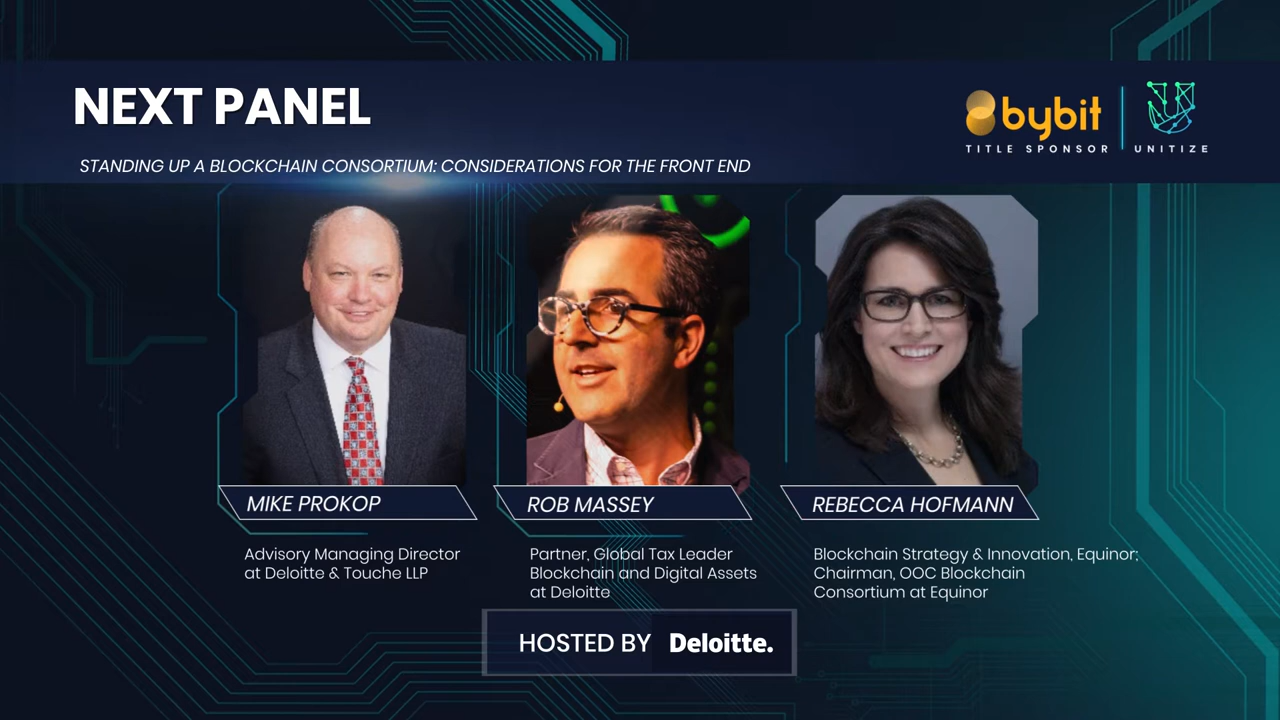 NEXT PANEL
STANDING UP A BLOCKCHAIN CONSORTIUM: CONSIDERATIONS FOR THE FRONT END
bybit
TITLE SPONSOR
UNITIZE
MIKE PROKOP
Advisory Managing Director
at Deloitte & Touche LLP
ROB MASSEY
Partner, Global Tax Leader
Blockchain and Digital Assets
at Deloitte
REBECCA HOFMANN
Blockchain Strategy & Innovation, Equinor;
Chairman, OOC Blockchain
Consortium at Equinor
HOSTED BY Deloitte.